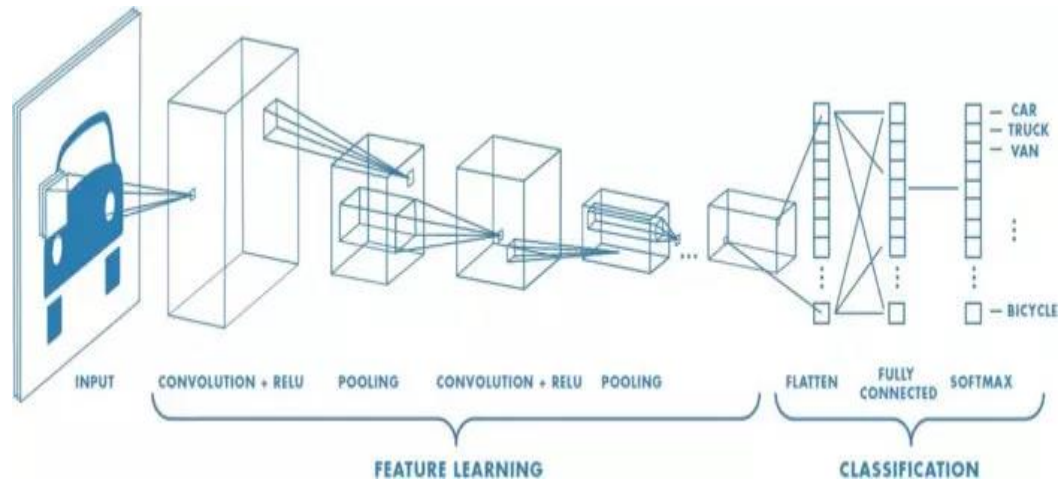 CAR
TRUCK
VAN
BICYCLE
INPUT
CONVOLUTION + RELU
POOLING
CONVOLUTION + RELU
POOLING
FLATTEN
FULLY
CONNECTED
SOFTMAX
FEATURE LEARNING
CLASSIFICATION